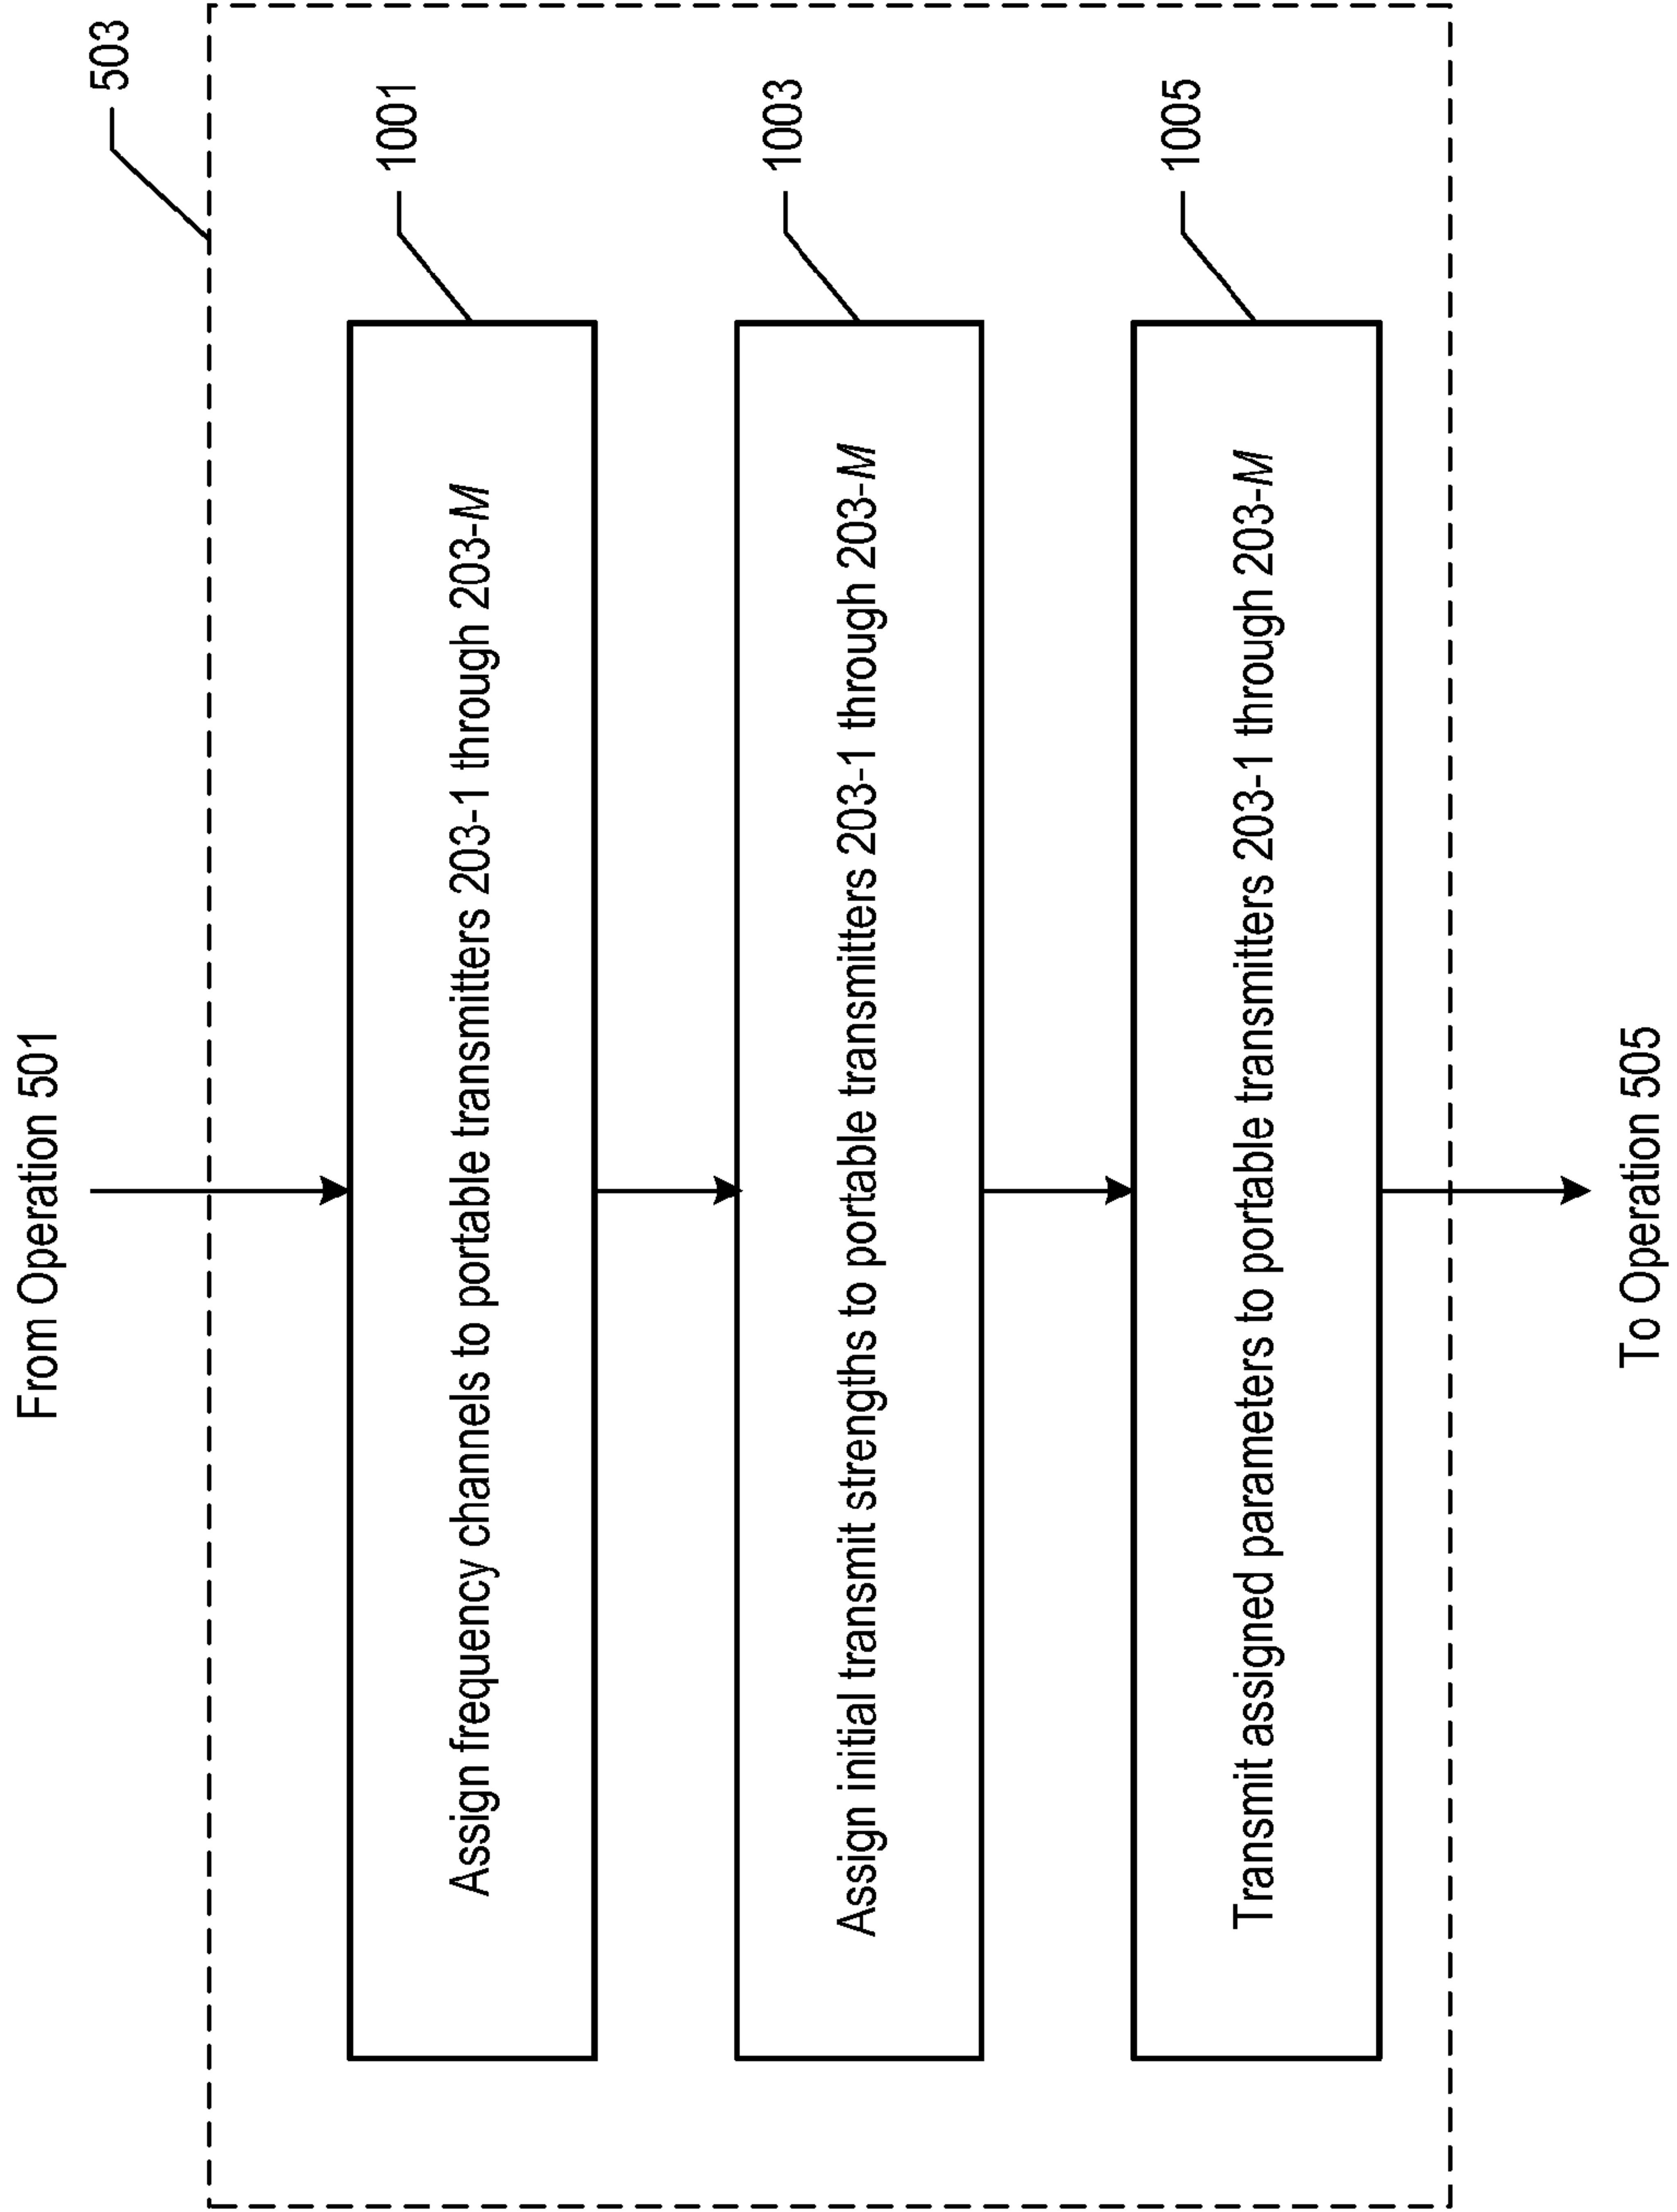 From Operation 501
503
Assign frequency channels to portable transmitters 203-1 through 203-M
1001
Assign initial transmit strengths to portable transmitters 203-1 through 203-M
1003
Transmit assigned parameters to portable transmitters 203-1 through 203-M
1005
To Operation 505